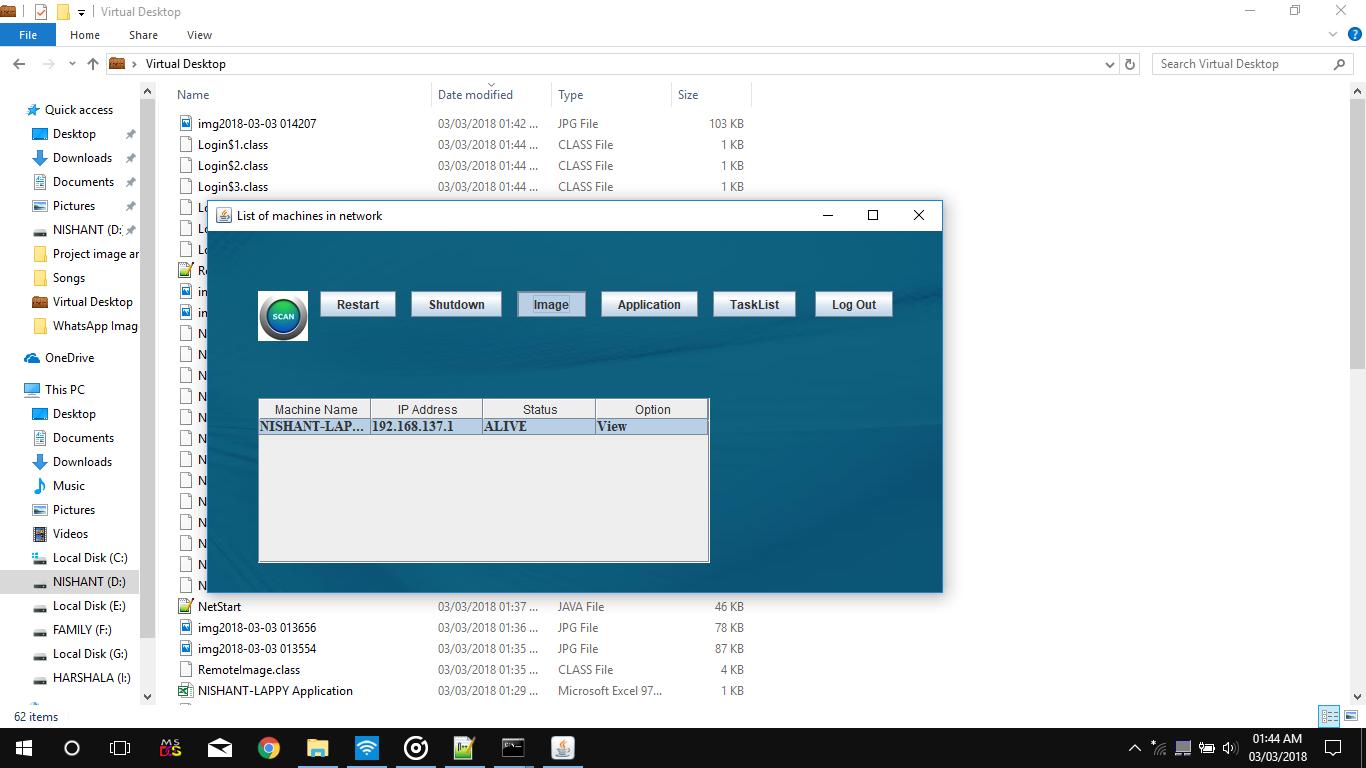 Virtual Desktop
File Home Share View
Virtual Desktop Search Virtual Desktop
Name Date modified Type Size
Quick access
Desktop
Downloads
Documents
Pictures
NISHANT (D:)
Project image ar
Songs
Virtual Desktop
WhatsApp Imag
OneDrive
This PC
Desktop
Documents
Downloads
Music
Pictures
Videos
Local Disk (C:)
NISHANT (D:)
Local Disk (E:)
FAMILY (F:)
Local Disk (G:)
HARSHALA (I:)
img2018-03-03 014207 03/03/2018 01:42 ... JPG File 103 KB
Login$1.class 03/03/2018 01:44 ... CLASS File 1 KB
Login$2.class 03/03/2018 01:44 ... CLASS File 1 KB
Login$3.class 03/03/2018 01:44 ... CLASS File 1 KB
List of machines in network
SCAN Restart Shutdown Image Application TaskList Log Out
Machine Name IP Address Status Option
NISHANT-LAP... 192.168.137.1 ALIVE View
NetStart 03/03/2018 01:37 ... JAVA File 46 KB
img2018-03-03 013656 03/03/2018 01:36 ... JPG File 78 KB
img2018-03-03 013554 03/03/2018 01:35 ... JPG File 87 KB
RemoteImage.class 03/03/2018 01:35 ... CLASS File 4 KB
NISHANT-LAPPY Application 03/03/2018 01:29 ... Microsoft Excel 97... 1 KB
62 items
01:44 AM
03/03/2018